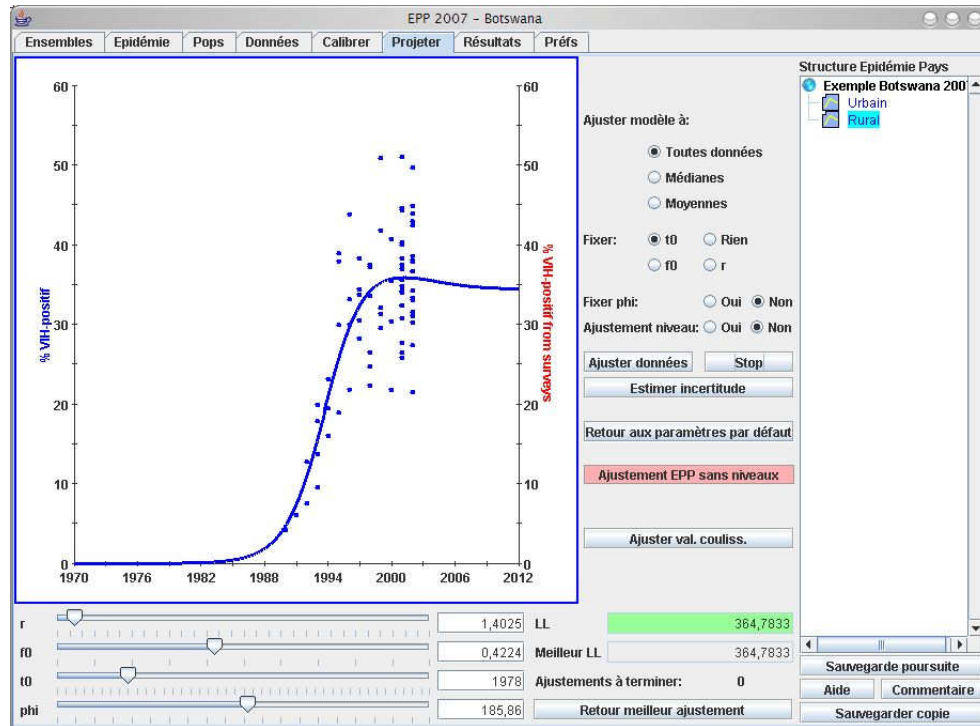 EPP 2007 - Botswana
Ensembles Epidémie Pops Données Calibrer Projeter Résultats Préfs
60
50
40
30
20
10
0
% VIH-positif
1970 1976 1982 1988 1994 2000 2006 2012
60
50
40
30
20
10
0
% VIH-positif from surveys
Ajuster modèle à:
Toutes données
Médianes
Moyennes
Fixer: t0 Rien
f0 r
Fixer phi: Oui Non
Ajustement niveau: Oui Non
Ajuster données Stop
Estimer incertitude
Retour aux paramètres par défaut
Ajustement EPP sans niveaux
Ajuster val. couliss.
Structure Epidémie Pays
Exemple Botswana 200
Urbain
Rural
r 1,4025 LL 364,7833
f0 0,4224 Meilleur LL 364,7833
t0 1978 Ajustements à terminer: 0
phi 185,86 Retour meilleur ajustement
Sauvegarde poursuite
Aide Commentaire
Sauvegarder copie